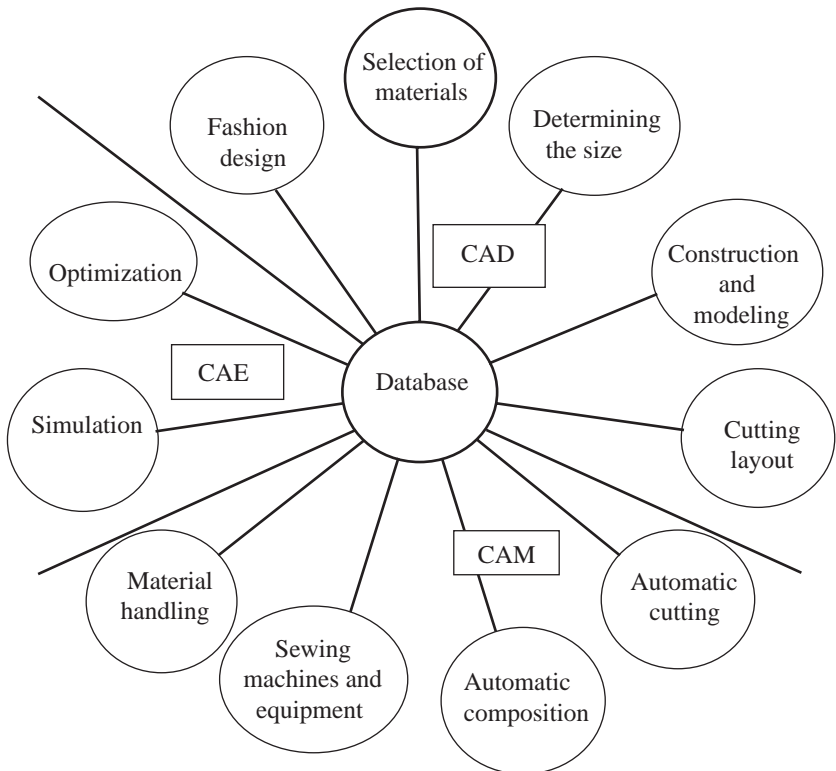 Selection of
materials
Fashion
design
Determining
the size
CAD
Optimization
Construction
and
modeling
CAE
Database
Simulation
Cutting
layout
CAM
Material
handling
Automatic
cutting
Sewing
machines and
equipment
Automatic
composition